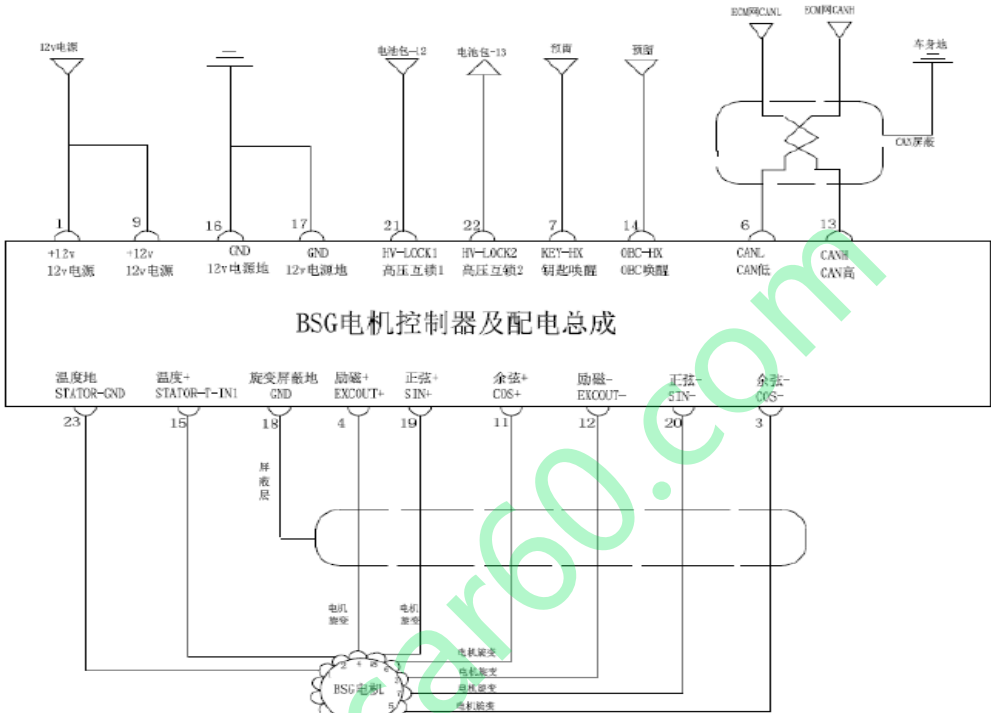 ECM网CANL ECM网CANH
12v电源 电池包-12 电池包-13 预留 预留 车身地
CAN屏蔽
1 9 16 17 21 22 7 14 6 13
+12v +12v GND GND HV-LOCK1 HV-LOCK2 KEY-HX OBC-HX CANL CANH
12v电源 12v电源 12v电源地 12v电源地 高压互锁1 高压互锁2 钥匙唤醒 OBC唤醒 CAN低 CAN高
BSG电机控制器及配电总成
温度地 温度+ 旋变屏蔽地 励磁+ 正弦+ 余弦+ 励磁- 正弦- 余弦-
STATOR-GND STATOR-T-IN1 GND EXCOUT+ SIN+ COS+ EXCOUT- SIN- COS-
23 15 18 4 19 11 12 20 3
屏
蔽
层
电机 电机
旋变 旋变
电机旋变
电机旋变
电机旋变
电机旋变
1 2 4
7
5
BSG电机
car60.com